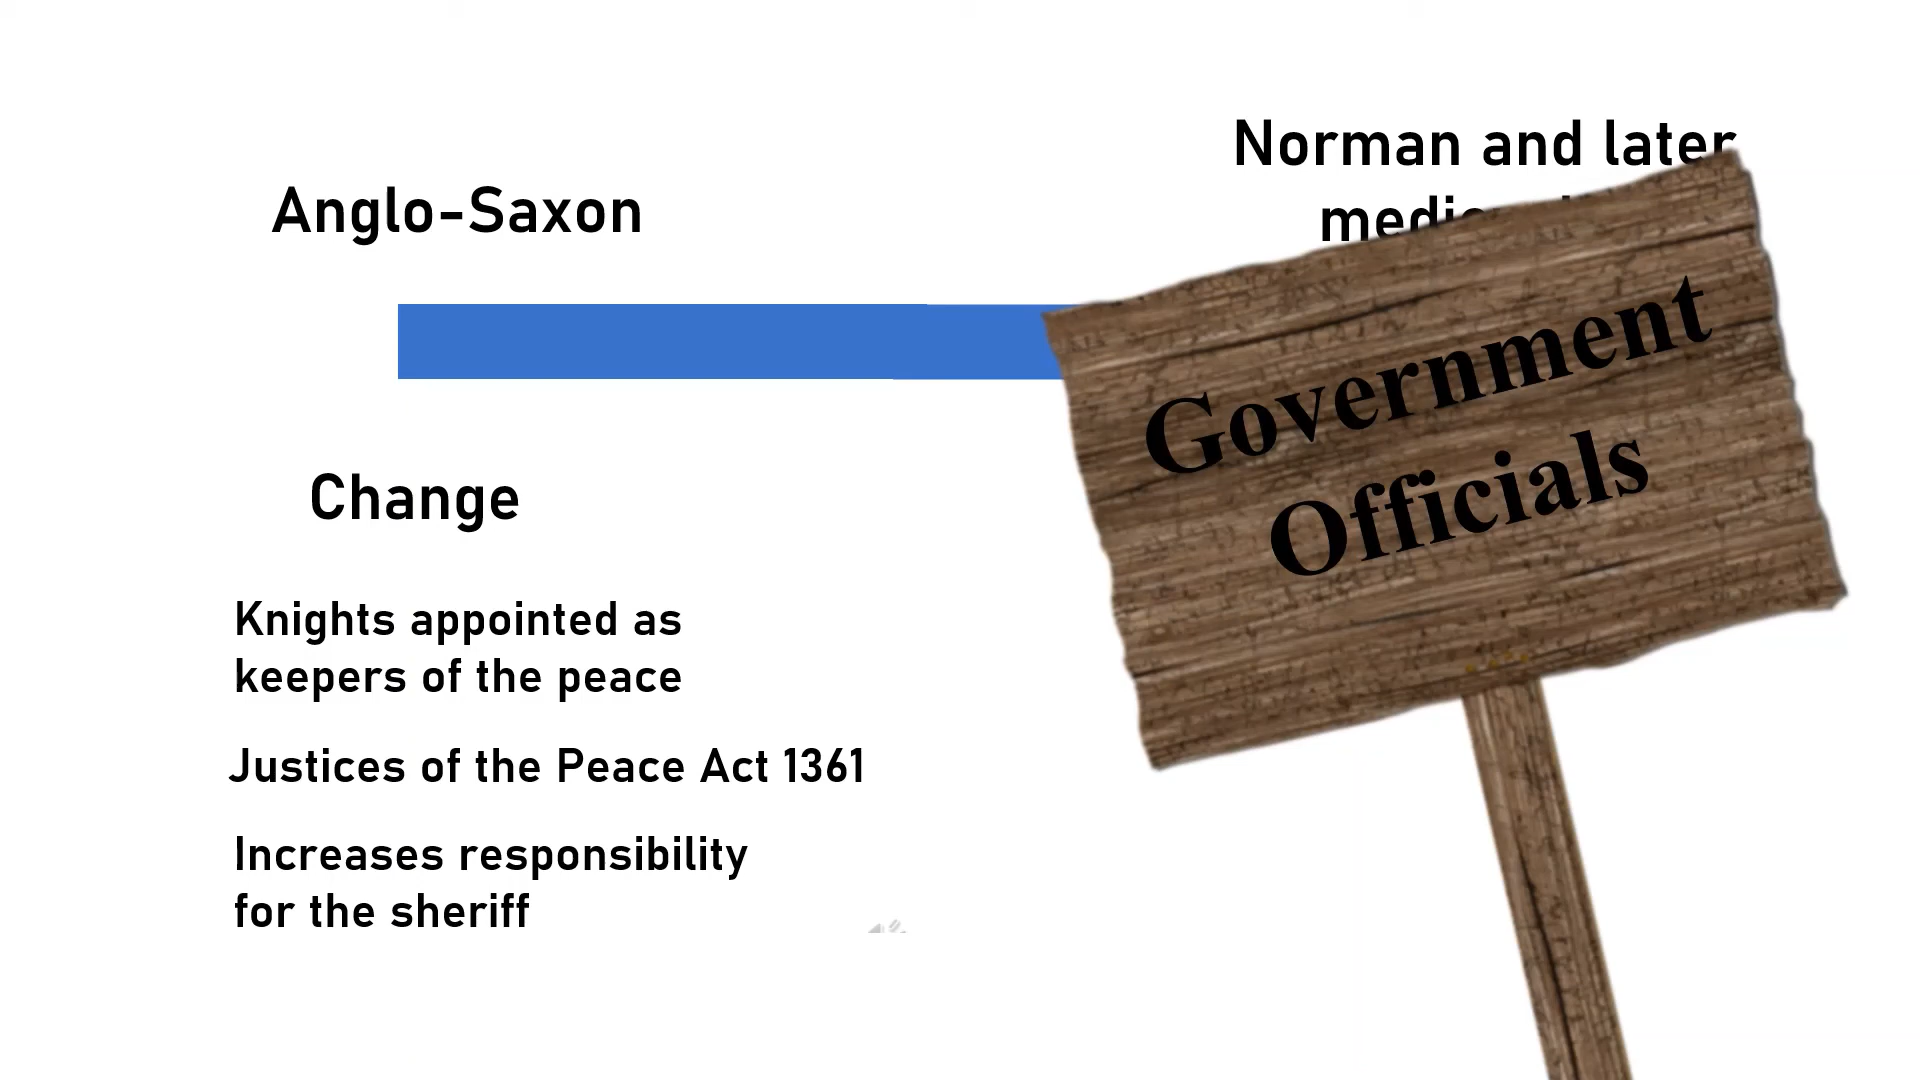 Norman and later
Anglo-Saxon
Government
Officials
Change
Knights appointed as
keepers of the peace
Justices of the Peace Act 1361
Increases responsibility
for the sheriff